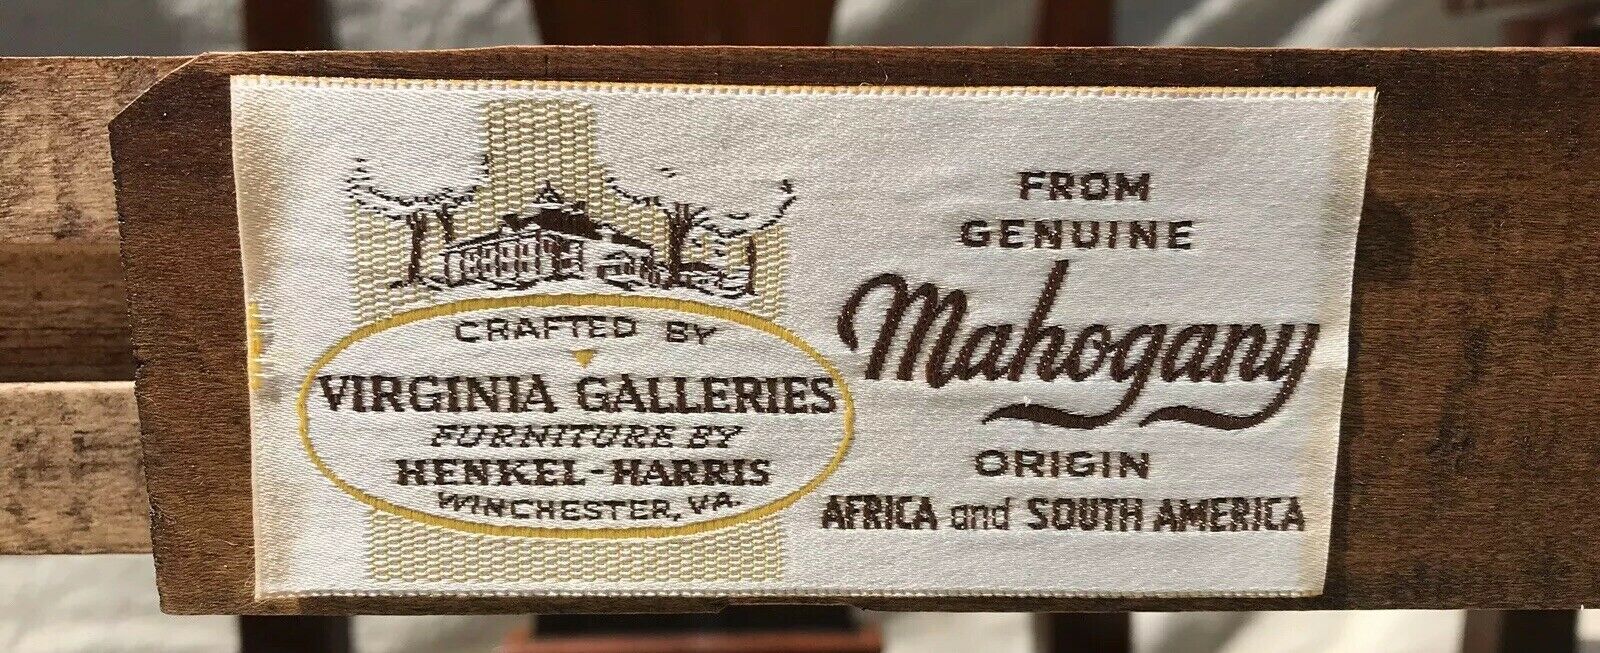 CRAFTED BY
VIRGINIA GALLERIES
FURNITURE BY
HENKEL-HARRIS
WINCHESTER, VA.
FROM
GENUINE
Mahogany
ORIGIN
AFRICA and SOUTH AMERICA